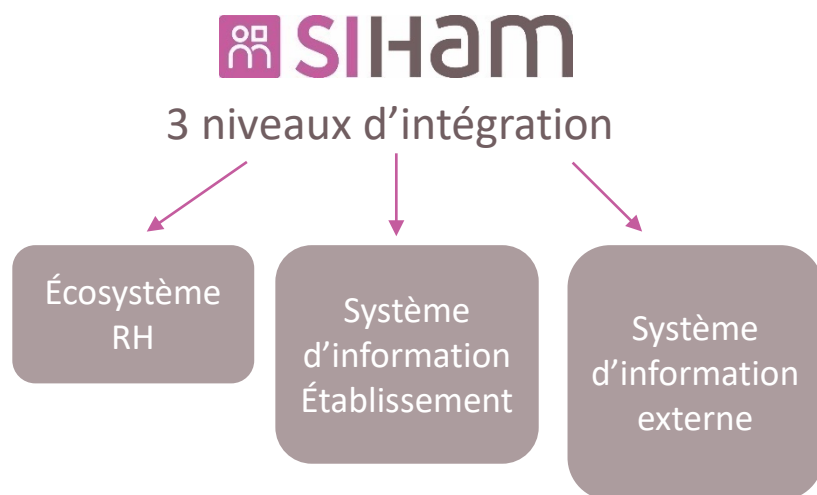 SIHam
3 niveaux d'intégration
Écosystème
RH
Système
d'information
Établissement
Système
d'information
externe